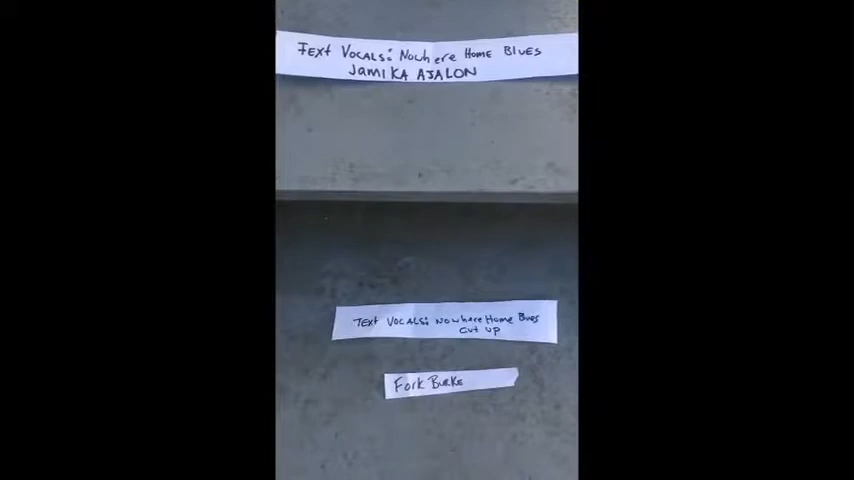 TEXT VOCALS: NowhERE HOME BLUES
JAMIKA AJALON
TEXT VOCALS: NOwhere Home Blues
CUT UP
Fork BURKE